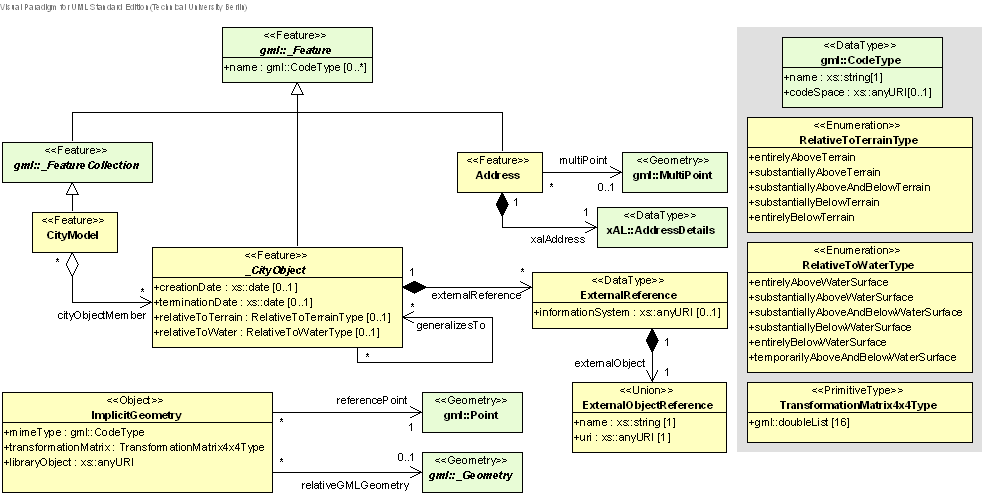 Visual Paradigm for UML Standard Edition(Technical University Berlin)
<<Feature>>
gml::_Feature
+name : gml::CodeType [0..*]
<<Feature>>
gml::_FeatureCollection
<<Feature>>
CityModel
*
*
cityObjectMember
<<Feature>>
Address
multiPoint
*
0..1
<<Geometry>>
gml::MultiPoint
1
1
xalAddress
<<DataType>>
xAL::AddressDetails
<<Feature>>
_CityObject
+creationDate : xs::date [0..1]
+terminationDate : xs::date [0..1]
+relativeToTerrain : RelativeToTerrainType [0..1]
+relativeToWater : RelativeToWaterType [0..1]
1
*
externalReference
*
generalizesTo
*
<<DataType>>
ExternalReference
+informationSystem : xs::anyURI [0..1]
1
externalObject
1
<<Union>>
ExternalObjectReference
+name : xs::string [1]
+uri : xs::anyURI [1]
<<Object>>
ImplicitGeometry
+mimeType : gml::CodeType
+transformationMatrix : TransformationMatrix4x4Type
+libraryObject : xs::anyURI
referencePoint
*
1
<<Geometry>>
gml::Point
*
0..1
relativeGMLGeometry
<<Geometry>>
gml::_Geometry
<<DataType>>
gml::CodeType
+name : xs::string[1]
+codeSpace : xs::anyURI[0..1]
<<Enumeration>>
RelativeToTerrainType
+entirelyAboveTerrain
+substantiallyAboveTerrain
+substantiallyAboveAndBelowTerrain
+substantiallyBelowTerrain
+entirelyBelowTerrain
<<Enumeration>>
RelativeToWaterType
+entirelyAboveWaterSurface
+substantiallyAboveWaterSurface
+substantiallyAboveAndBelowWaterSurface
+substantiallyBelowWaterSurface
+entirelyBelowWaterSurface
+temporarilyAboveAndBelowWaterSurface
<<PrimitiveType>>
TransformationMatrix4x4Type
+gml::doubleList [16]